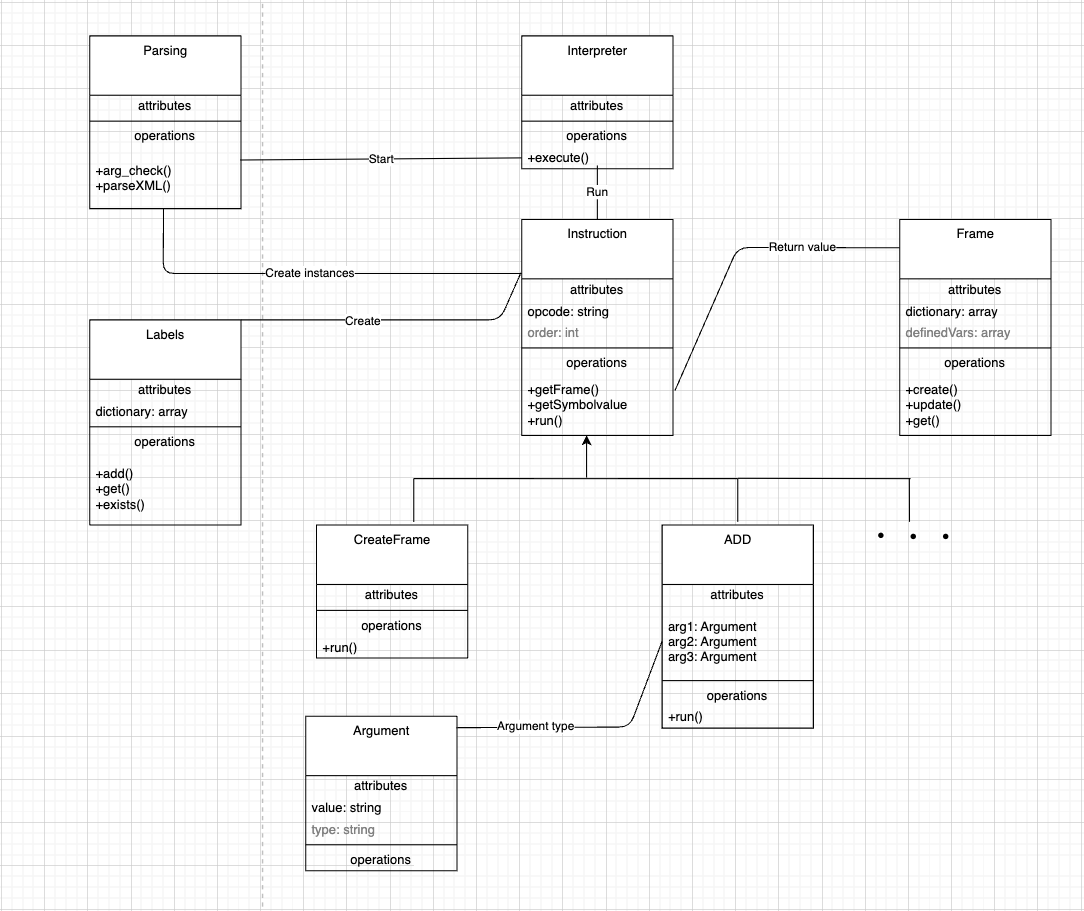 Parsing
attributes
operations
+arg_check()
+parseXML()
Start
Interpreter
attributes
operations
+execute()
Run
Create instances
Create
Instruction
attributes
opcode: string
order: int
operations
+getFrame()
+getSymbolvalue
+run()
Return value
Frame
attributes
dictionary: array
definedVars: array
operations
+create()
+update()
+get()
Labels
attributes
dictionary: array
operations
+add()
+get()
+exists()
CreateFrame
attributes
operations
+run()
ADD
attributes
arg1: Argument
arg2: Argument
arg3: Argument
operations
+run()
Argument type
Argument
attributes
value: string
type: string
operations